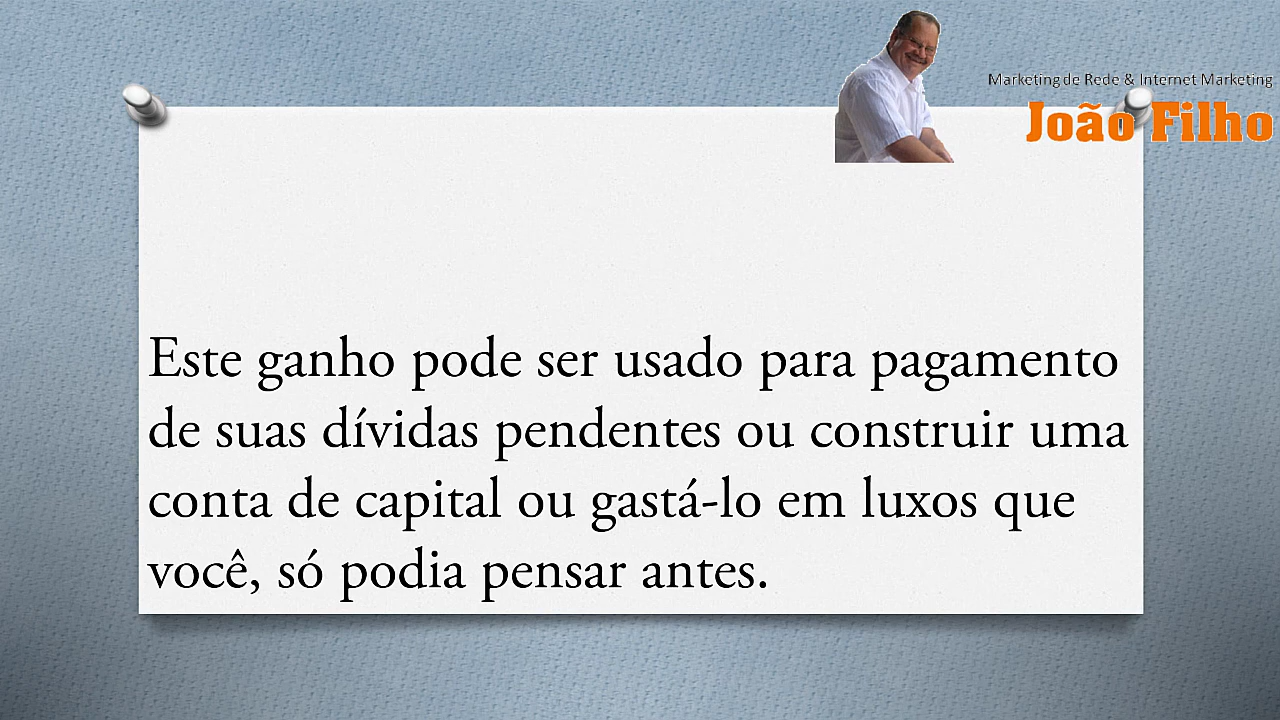 Marketing de Rede & Internet Marketing
João Filho
Este ganho pode ser usado para pagamento
de suas dívidas pendentes ou construir uma
conta de capital ou gastá-lo em luxos que
você, só podia pensar antes.